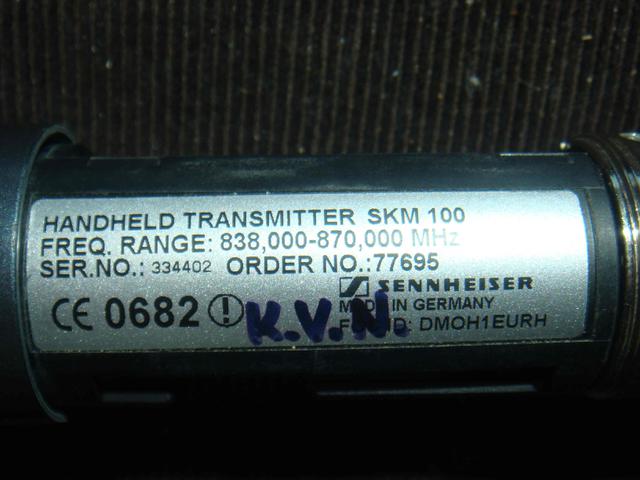 HANDHELD TRANSMITTER SKM 100
FREQ. RANGE: 838,000-870,000 MHz
SER.NO.: 334402 ORDER NO.:77695
SENNHEISER
MADE IN GERMANY
CE 0682 K.V.N. ID: DMOH1EURH